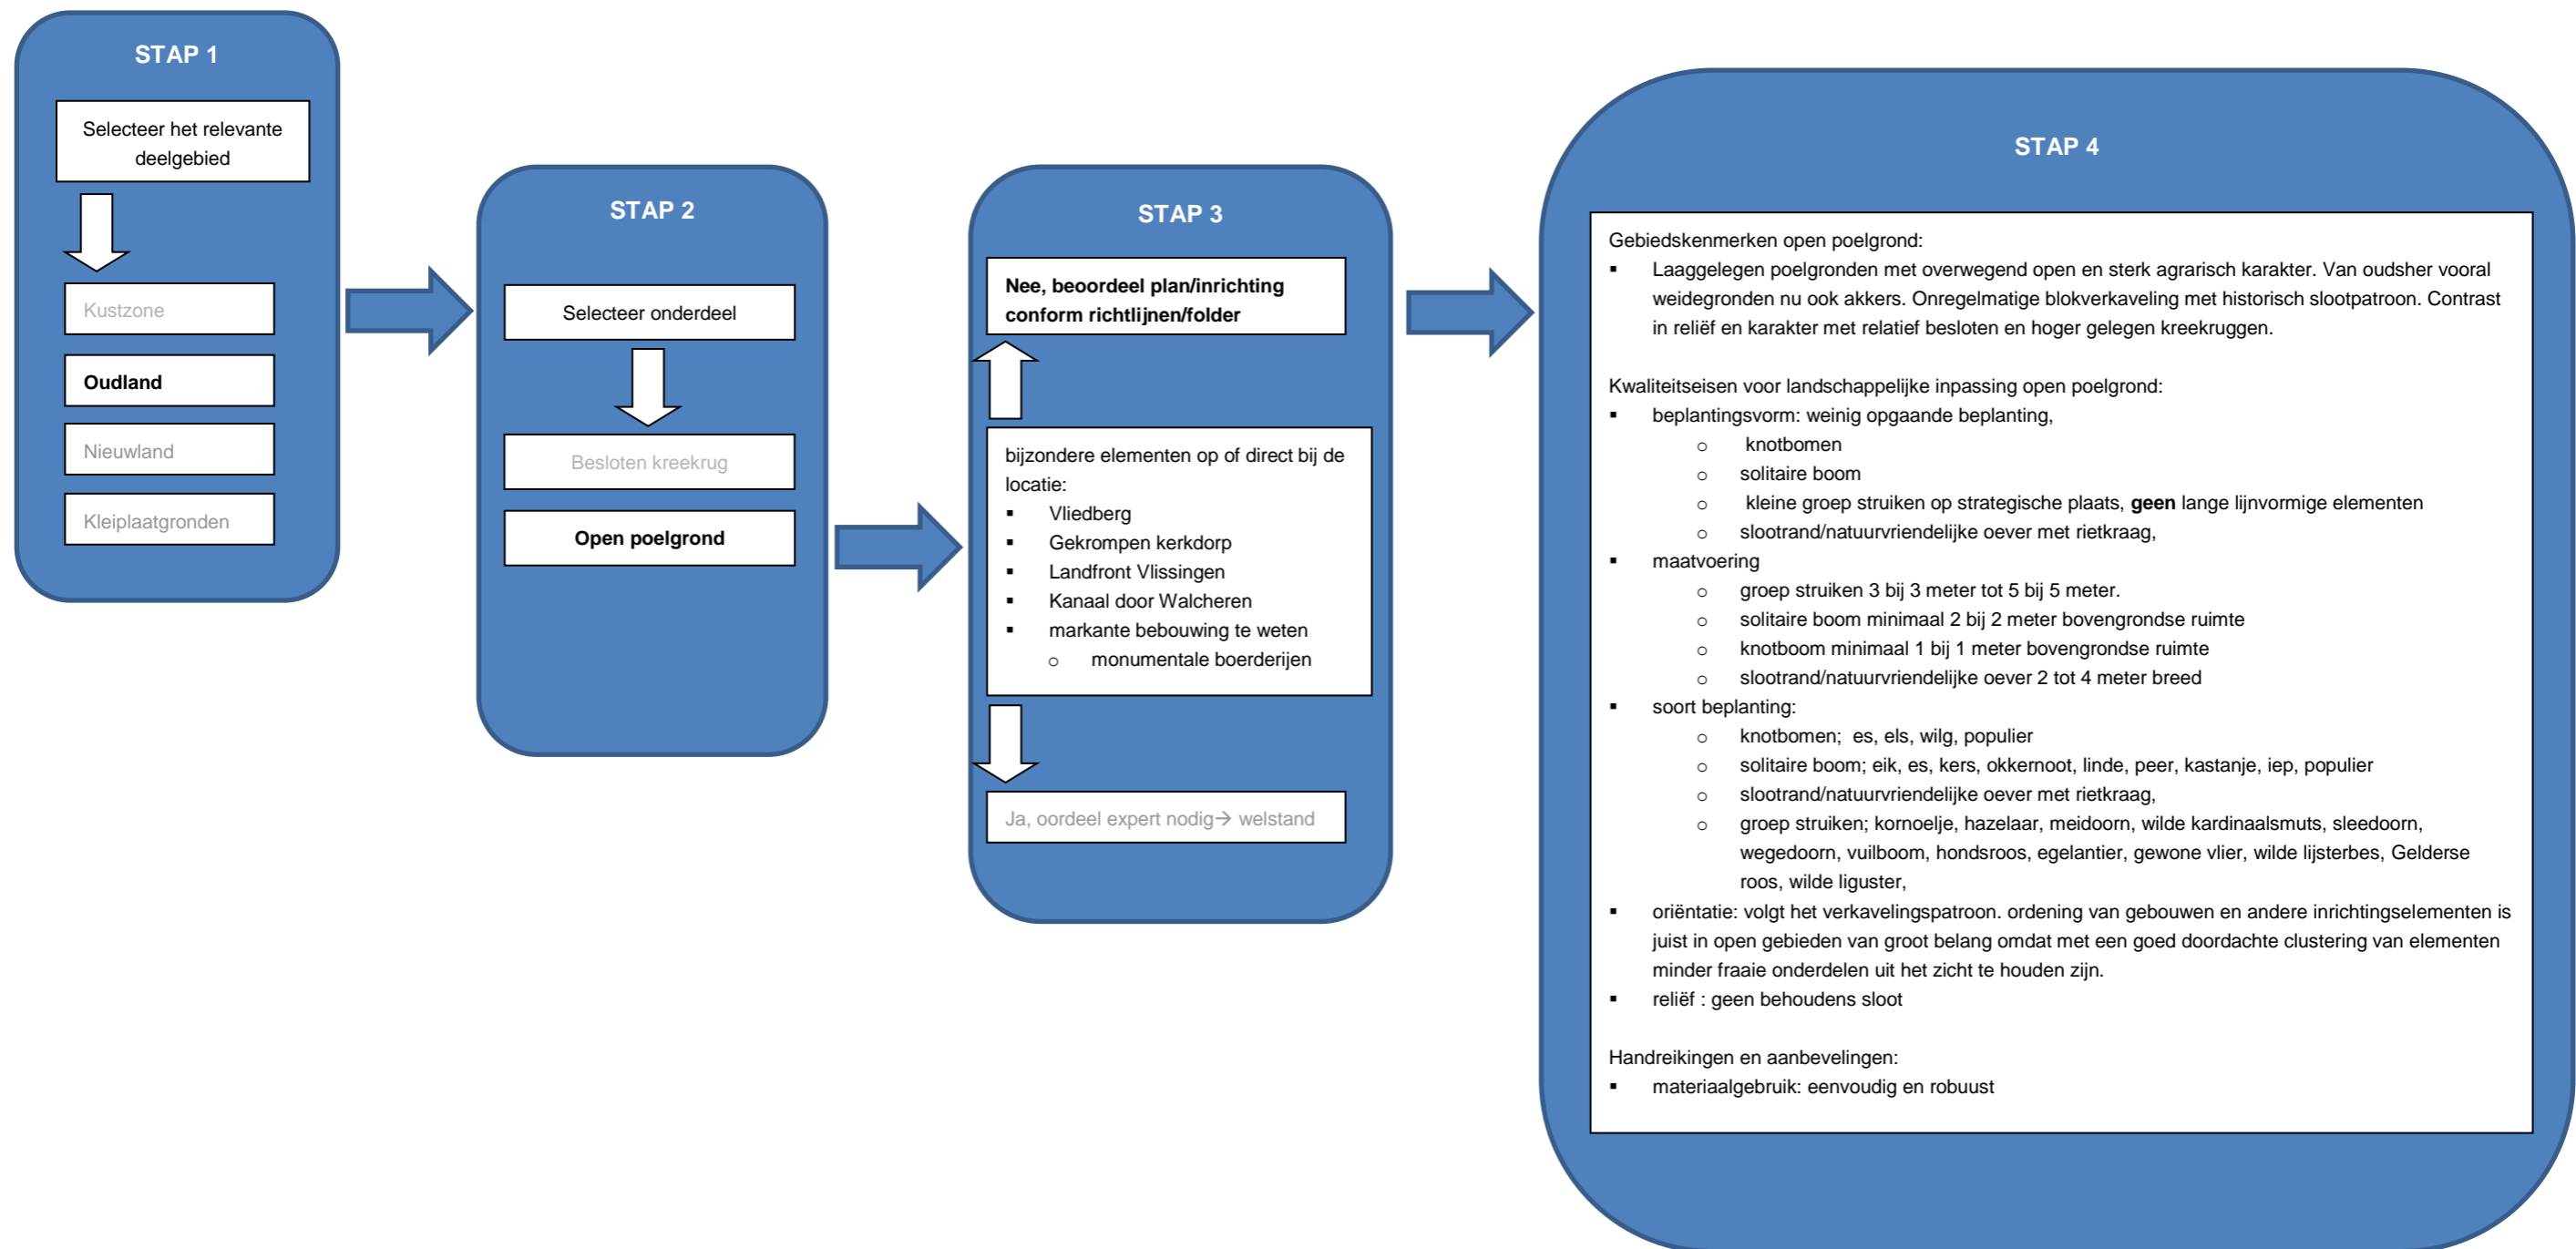 STAP 1
Selecteer het relevante
deelgebied
Kustzone
Oudland
Nieuwland
Kleiplaatgronden
STAP 2
Selecteer onderdeel
Besloten kreekrug
Open poelgrond
STAP 3
Nee, beoordeel plan/inrichting
conform richtlijnen/folder
bijzondere elementen op of direct bij de
locatie:
▪ Vliedberg
▪ Gekrompen kerkdorp
▪ Landfront Vlissingen
▪ Kanaal door Walcheren
▪ markante bebouwing te weten
o monumentale boerderijen
Ja, oordeel expert nodig→ welstand
STAP 4
Gebiedskenmerken open poelgrond:
▪ Laaggelegen poelgronden met overwegend open en sterk agrarisch karakter. Van oudsher vooral
weidegronden nu ook akkers. Onregelmatige blokverkaveling met historisch slootpatroon. Contrast
in reliëf en karakter met relatief besloten en hoger gelegen kreekruggen.
Kwaliteitseisen voor landschappelijke inpassing open poelgrond:
▪ beplantingsvorm: weinig opgaande beplanting,
o knotbomen
o solitaire boom
o kleine groep struiken op strategische plaats, geen lange lijnvormige elementen
o slootrand/natuurvriendelijke oever met rietkraag,
▪ maatvoering
o groep struiken 3 bij 3 meter tot 5 bij 5 meter.
o solitaire boom minimaal 2 bij 2 meter bovengrondse ruimte
o knotboom minimaal 1 bij 1 meter bovengrondse ruimte
o slootrand/natuurvriendelijke oever 2 tot 4 meter breed
▪ soort beplanting:
o knotbomen; es, els, wilg, populier
o solitaire boom; eik, es, kers, okkernoot, linde, peer, kastanje, iep, populier
o slootrand/natuurvriendelijke oever met rietkraag,
o groep struiken; kornoelje, hazelaar, meidoorn, wilde kardinaalsmuts, sleedoorn,
wegedoorn, vuilboom, hondsroos, egelantier, gewone vlier, wilde lijsterbes, Gelderse
roos, wilde liguster,
▪ oriëntatie: volgt het verkavelingspatroon. ordening van gebouwen en andere inrichtingselementen is
juist in open gebieden van groot belang omdat met een goed doordachte clustering van elementen
minder fraaie onderdelen uit het zicht te houden zijn.
▪ reliëf : geen behoudens sloot
Handreikingen en aanbevelingen:
▪ materiaalgebruik: eenvoudig en robuust